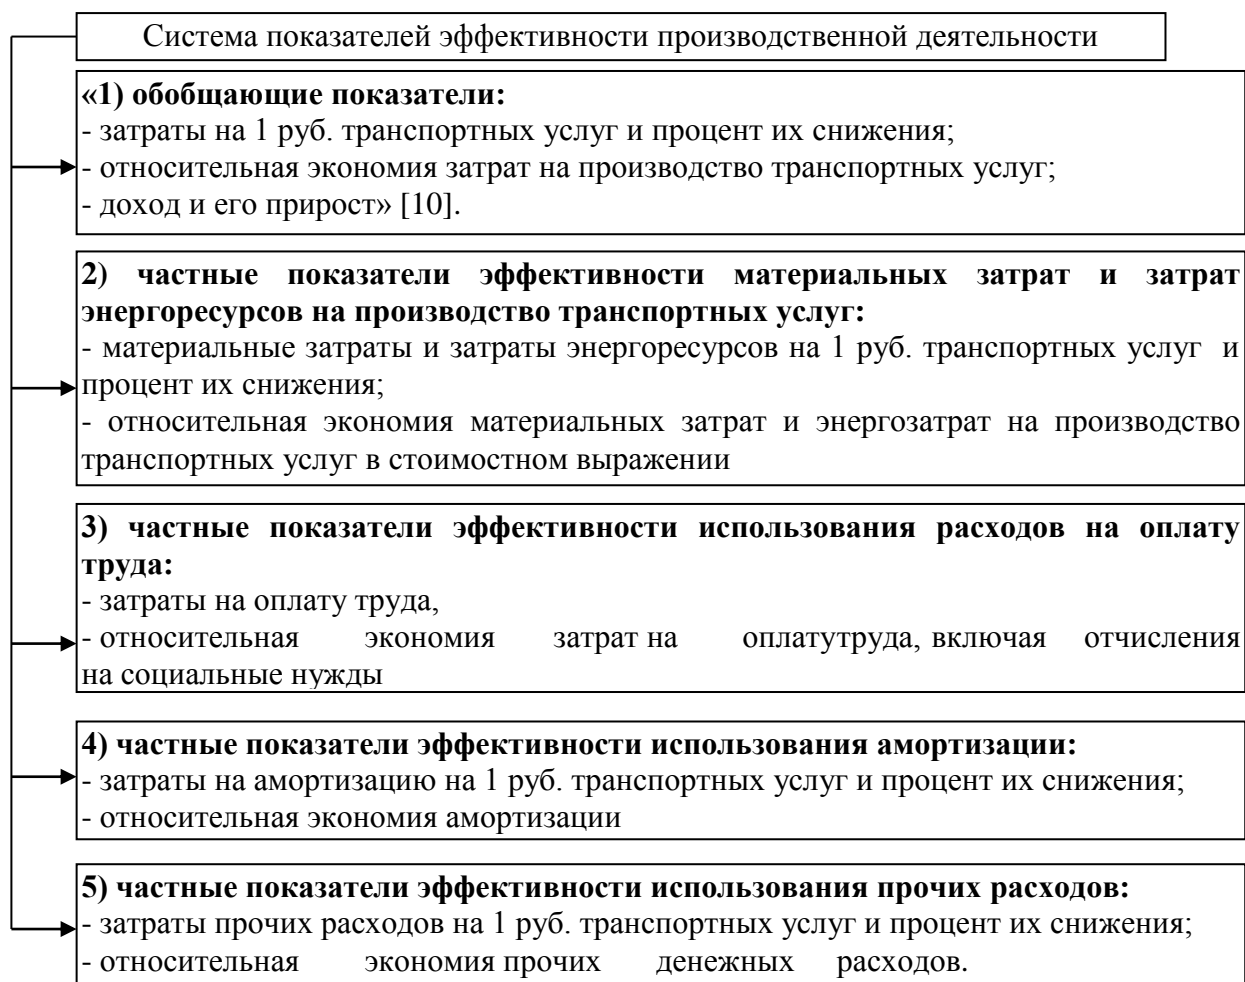 Система показателей эффективности производственной деятельности
«1) обобщающие показатели:
- затраты на 1 руб. транспортных услуг и процент их снижения;
- относительная экономия затрат на производство транспортных услуг;
- доход и его прирост» [10].
2) частные показатели эффективности материальных затрат и затрат
энергоресурсов на производство транспортных услуг:
- материальные затраты и затраты энергоресурсов на 1 руб. транспортных услуг и
процент их снижения;
- относительная экономия материальных затрат и энергозатрат на производство
транспортных услуг в стоимостном выражении
3) частные показатели эффективности использования расходов на оплату
труда:
- затраты на оплату труда,
- относительная экономия затрат на оплатутруда, включая отчисления
на социальные нужды
4) частные показатели эффективности использования амортизации:
- затраты на амортизацию на 1 руб. транспортных услуг и процент их снижения;
- относительная экономия амортизации
5) частные показатели эффективности использования прочих расходов:
- затраты прочих расходов на 1 руб. транспортных услуг и процент их снижения;
- относительная экономия прочих денежных расходов.